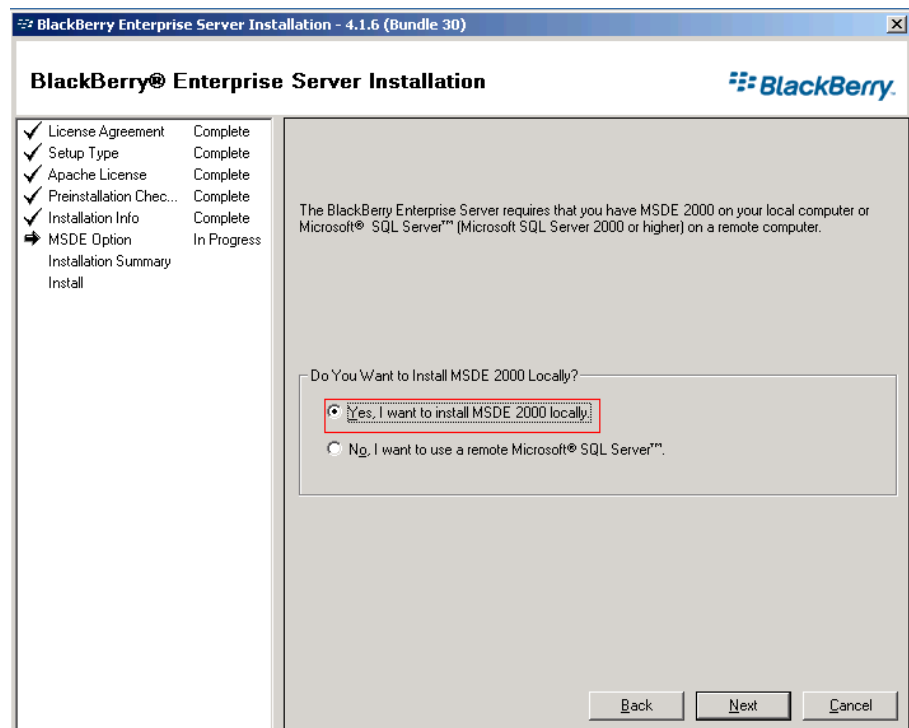 BlackBerry Enterprise Server Installation - 4.1.6 (Bundle 30)
BlackBerry® Enterprise Server Installation
BlackBerry.
License Agreement Complete
Setup Type Complete
Apache License Complete
Preinstallation Chec... Complete
Installation Info Complete
MSDE Option In Progress
Installation Summary
Install
The BlackBerry Enterprise Server requires that you have MSDE 2000 on your local computer or
Microsoft® SQL Server™ (Microsoft SQL Server 2000 or higher) on a remote computer.
Do You Want to Install MSDE 2000 Locally?
Yes, I want to install MSDE 2000 locally.
No, I want to use a remote Microsoft® SQL Server™.
Back Next Cancel